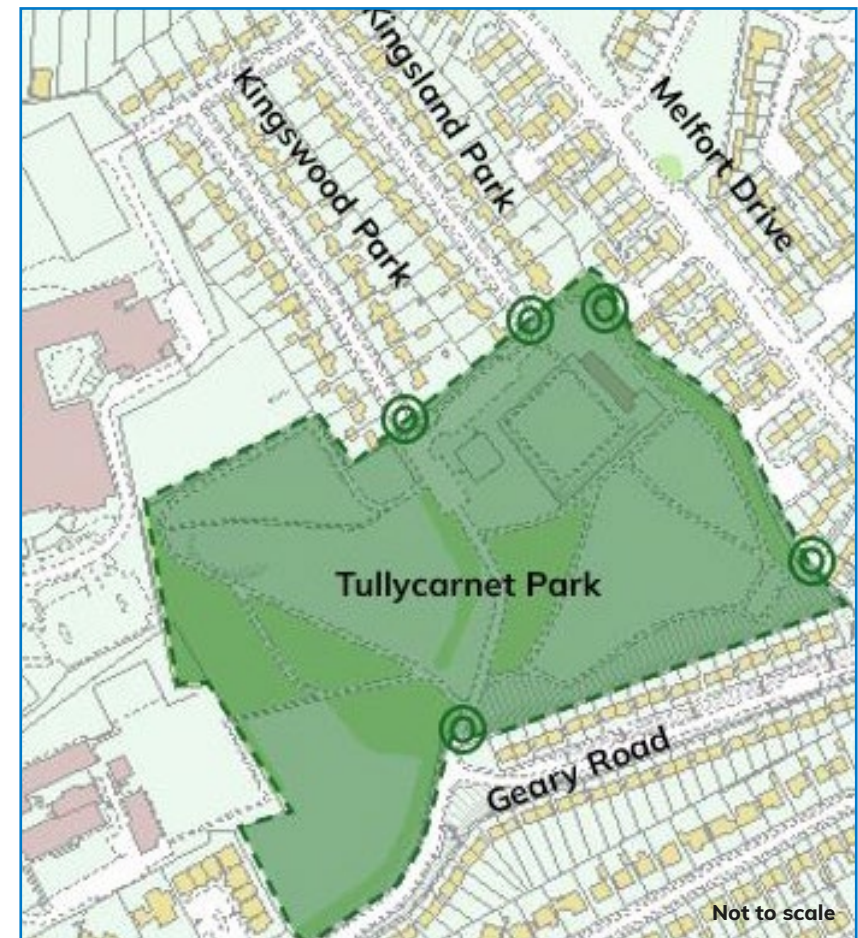 Kingsland Park
Kingswood Park
Melfort Drive
Tullycarnet Park
Geary Road
Not to scale